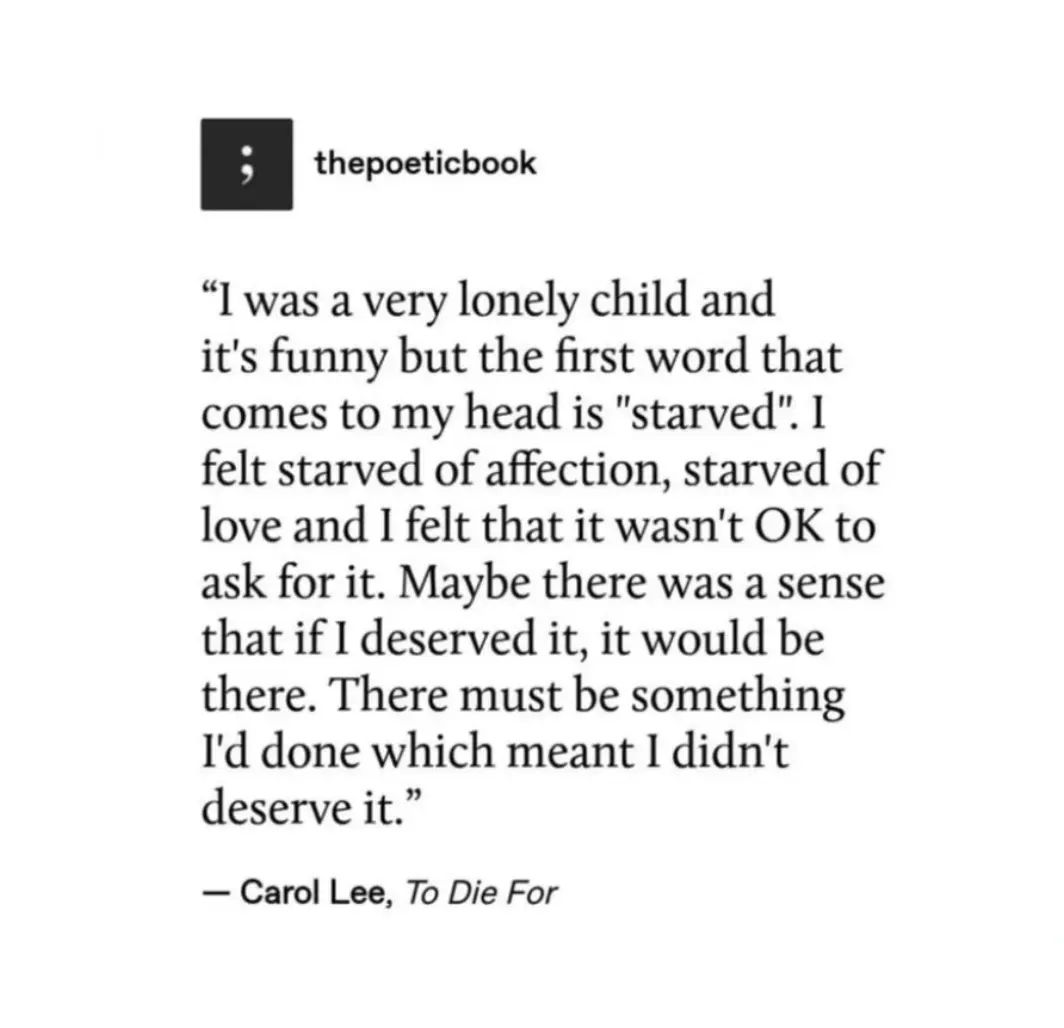 ;
thepoeticbook
“I was a very lonely child and
it's funny but the first word that
comes to my head is "starved". I
felt starved of affection, starved of
love and I felt that it wasn't OK to
ask for it. Maybe there was a sense
that if I deserved it, it would be
there. There must be something
I'd done which meant I didn't
deserve it.”
— Carol Lee, To Die For